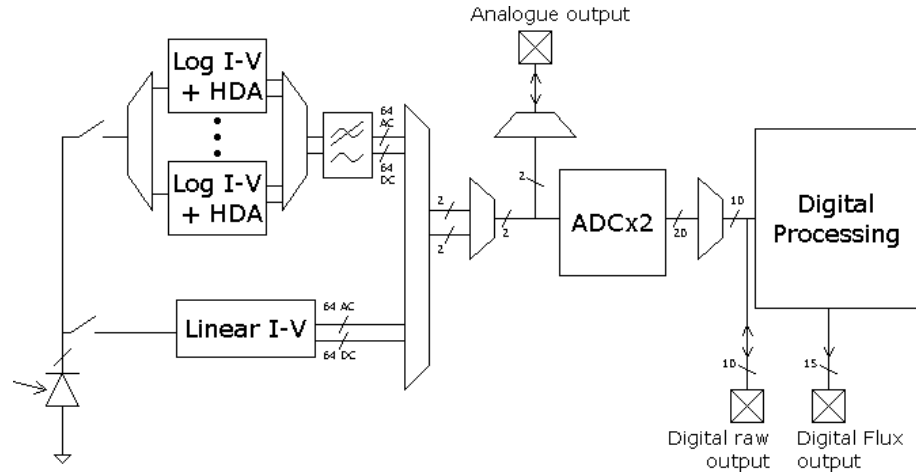 Analogue output
Log I-V
+ HDA
64
AC
64
DC
Log I-V
+ HDA
2
2
2
2
ADCx2
20
10
Digital
Processing
64 AC
64 DC
Linear I-V
10
15
Digital raw
output
Digital Flux
output